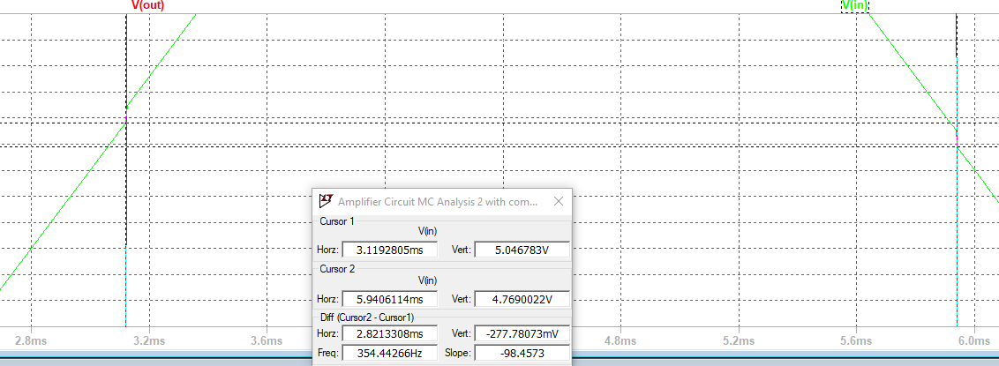 V(out) V(in)
Amplifier Circuit MC Analysis 2 with com...
Cursor 1
V(in)
Horz: 3.1192805ms Vert: 5.046783V
Cursor 2
V(in)
Horz: 5.9406114ms Vert: 4.7690022V
Diff (Cursor2 - Cursor1)
Horz: 2.8213308ms Vert: -277.78073mV
Freq: 354.44266Hz Slope: -98.4573
2.8ms 3.2ms 3.6ms 4.8ms 5.2ms 5.6ms 6.0ms